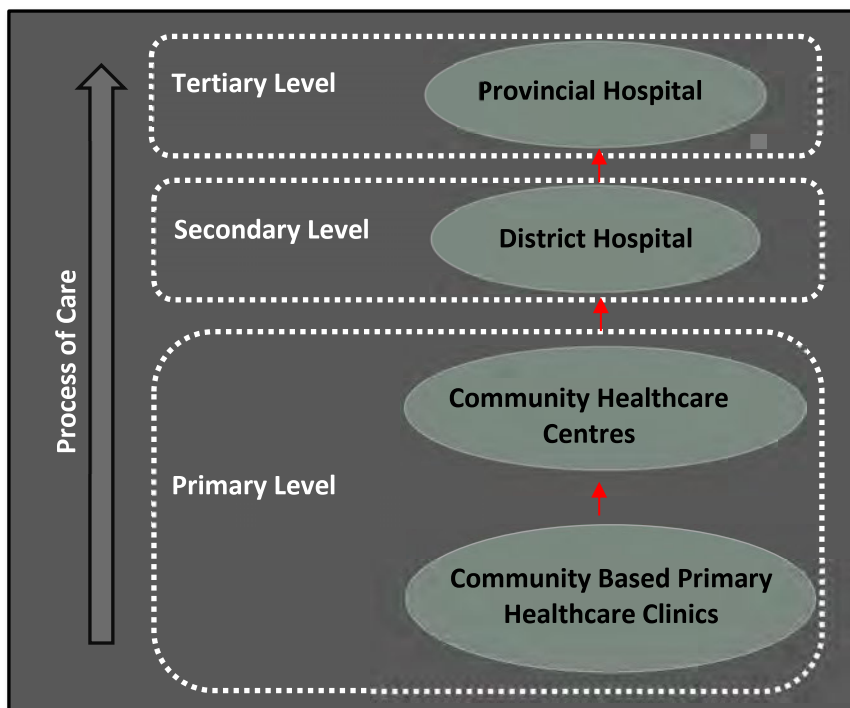 Tertiary Level
Provincial Hospital
Secondary Level
District Hospital
Process of Care
Community Healthcare
Centres
Primary Level
Community Based Primary
Healthcare Clinics